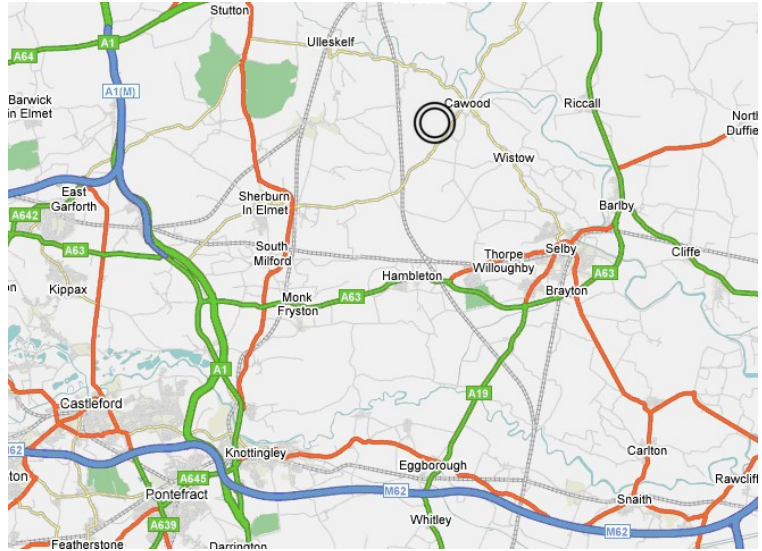 Stutton
A1
A64
Ulleskelf
A1(M)
Barwick
in Elmet
Cawood
Riccall
North
Duffie
Wistow
East
Garforth
A642
Sherburn
In Elmet
Barlby
A63
South
Milford
Thorpe
Willoughby
Selby
Cliffe
Kippax
Hambleton
A63
on
Monk
Fryston
A63
Brayton
A1
A19
Castleford
M62
Knottingley
Carlton
ton
A645
Eggborough
Rawcliff
Pontefract
M62
Snaith
A639
Whitley
M62
Featherstone
Darrington